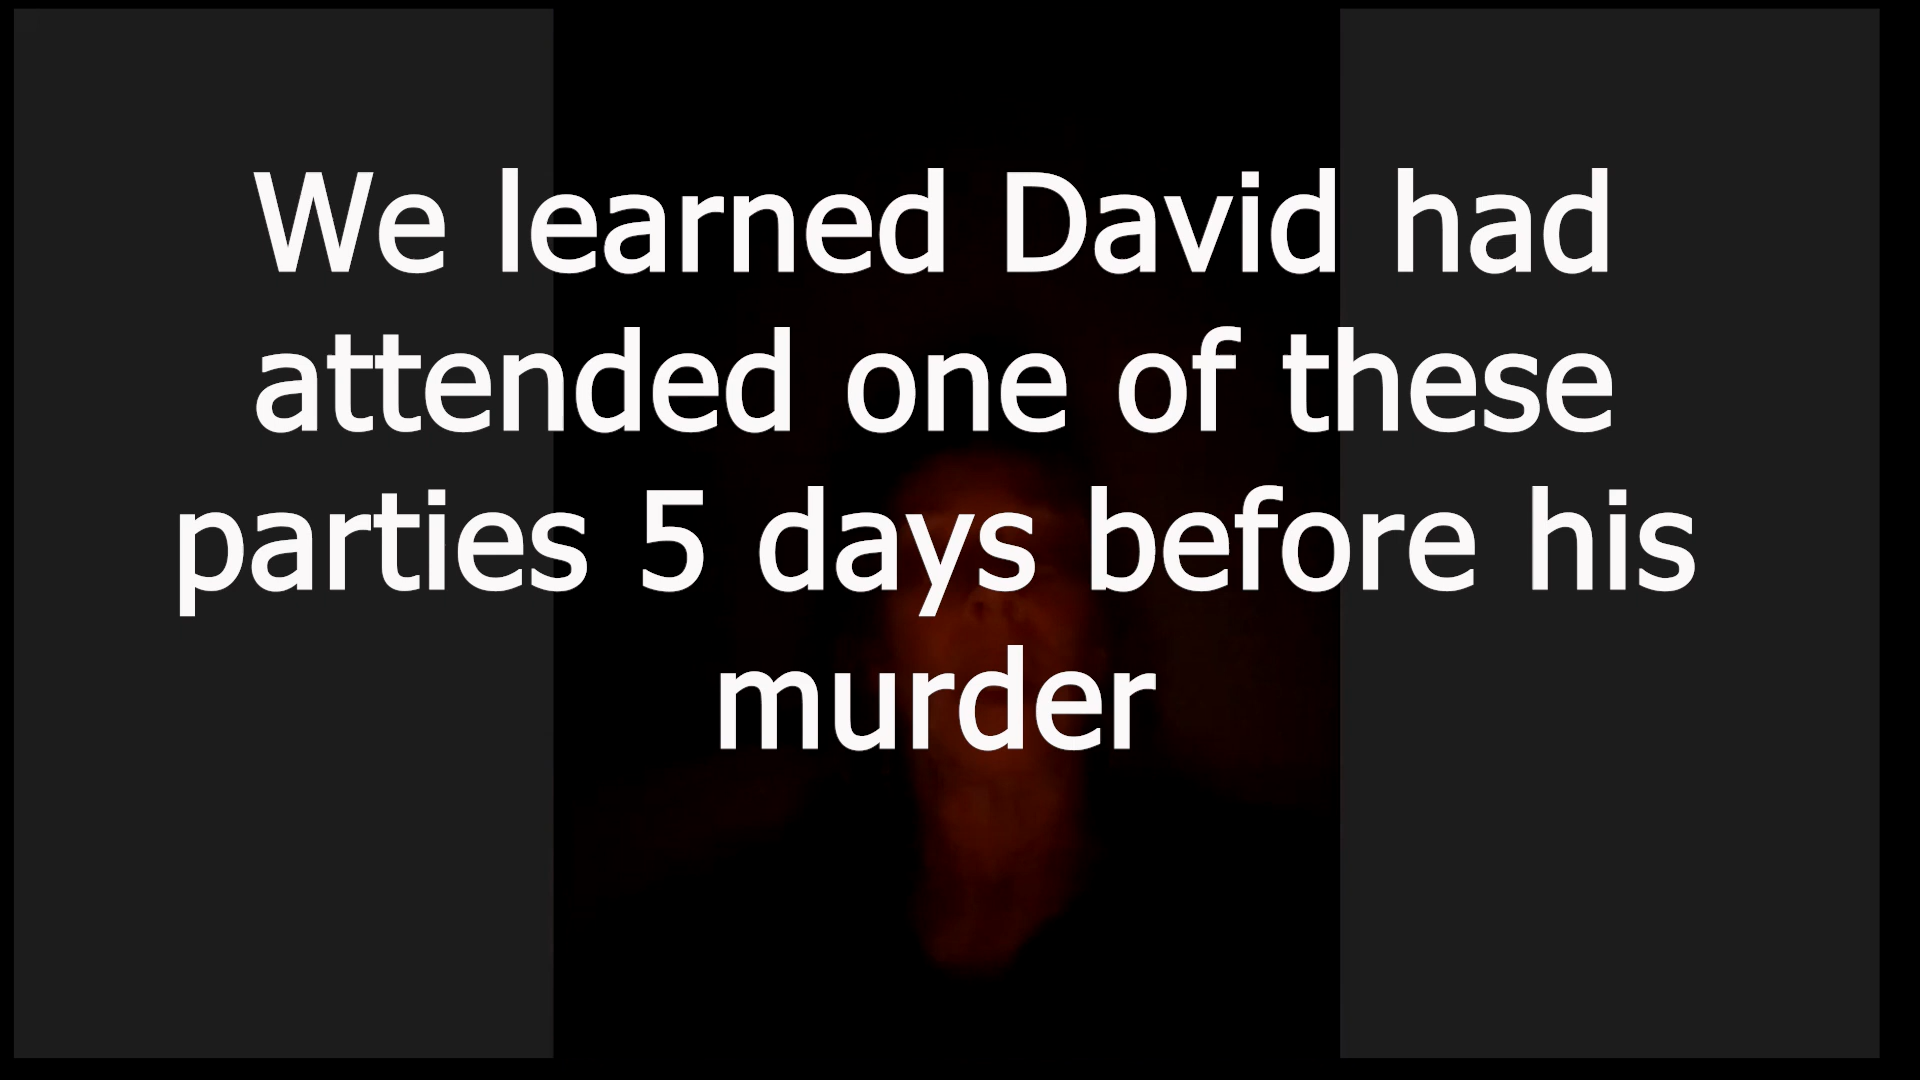 We learned David had
attended one of these
parties 5 days before his
murder